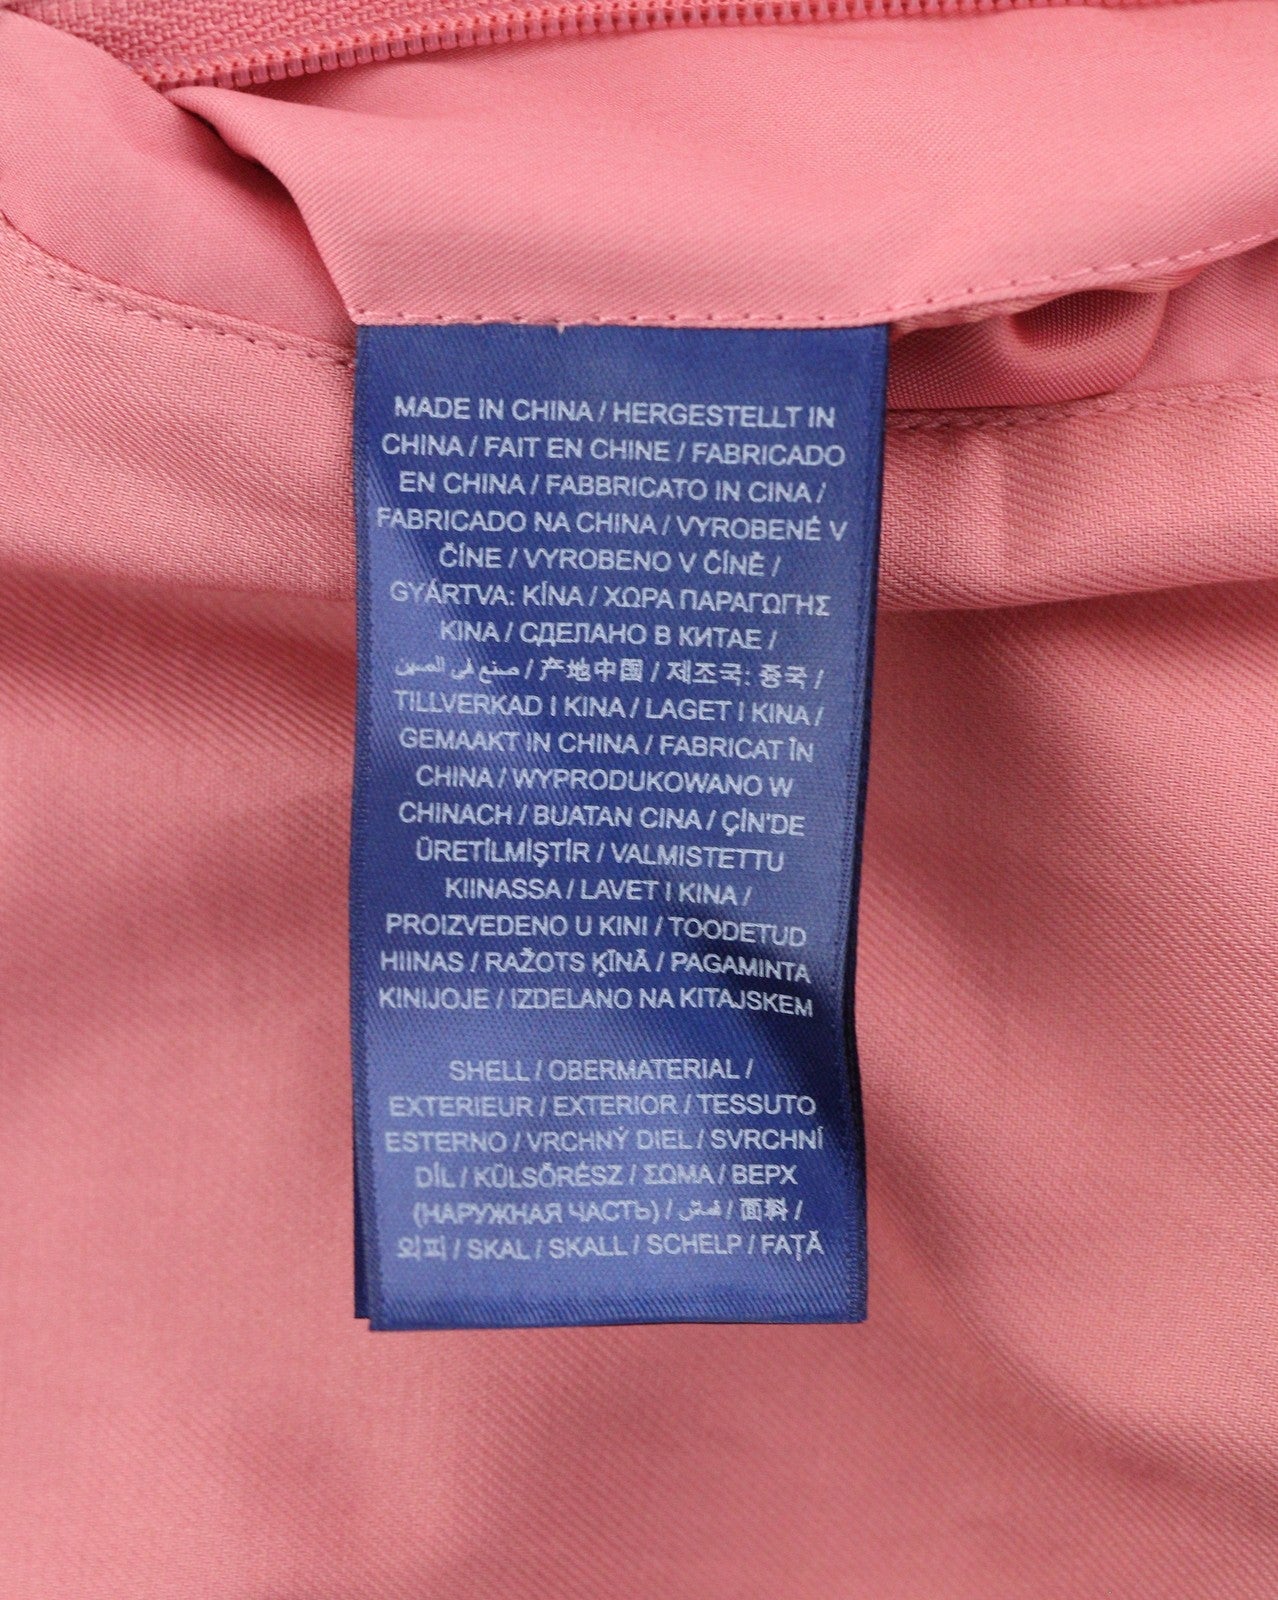 MADE IN CHINA / HERGESTELLT IN
CHINA / FAIT EN CHINE / FABRICADO
EN CHINA / FABBRICATO IN CINA /
FABRICADO NA CHINA / VYROBENÉ V
ČÍNE / VYROBENO V ČÍNĚ /
GYÁRTVA: KÍNA / ΧΩΡΑ ΠΑΡΑΓΩΓΗΣ
KINA / СДЕЛАНО В КИТАЕ /
صنع في الصين / 产地中国 / 제조국: 중국 /
TILLVERKAD I KINA / LAGET I KINA /
GEMAAKT IN CHINA / FABRICAT ÎN
CHINA / WYPRODUKOWANO W
CHINACH / BUATAN CINA / ÇİN'DE
ÜRETİLMİŞTİR / VALMISTETTU
KIINASSA / LAVET I KINA /
PROIZVEDENO U KINI / TOODETUD
HIINAS / RAŽOTS ĶĪNĀ / PAGAMINTA
KINIJOJE / IZDELANO NA KITAJSKEM
SHELL / OBERMATERIAL /
EXTERIEUR / EXTERIOR / TESSUTO
ESTERNO / VRCHNÝ DIEL / SVRCHNÍ
DÍL / KÜLSŐRÉSZ / ΣΩΜΑ / ВЕРХ
(НАРУЖНАЯ ЧАСТЬ) / قماش / 面料 /
외피 / SKAL / SKALL / SCHELP / FAȚĂ